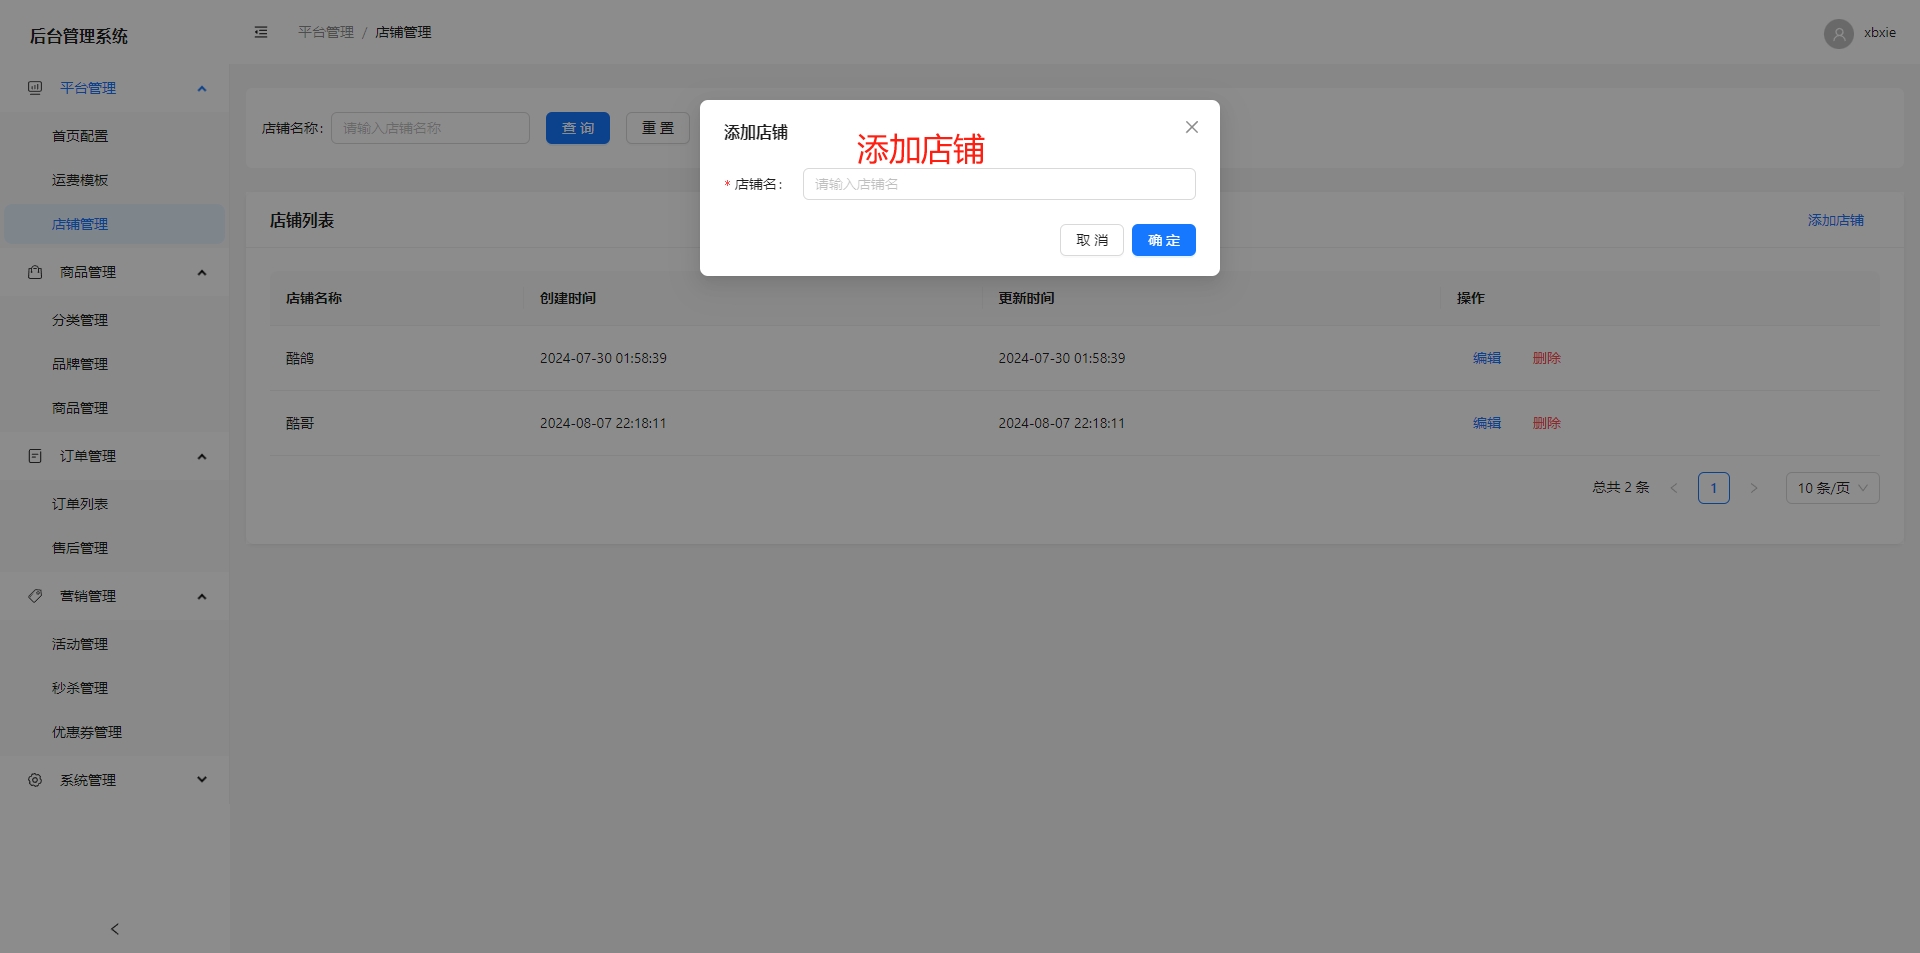 后台管理系统
平台管理
首页配置
运费模板
店铺管理
商品管理
分类管理
品牌管理
商品管理
订单管理
订单列表
售后管理
营销管理
活动管理
秒杀管理
优惠券管理
系统管理
平台管理 / 店铺管理
xbxie
店铺名称: 请输入店铺名称 查 询 重 置
店铺列表 添加店铺
店铺名称 创建时间 更新时间 操作
酷鸽 2024-07-30 01:58:39 2024-07-30 01:58:39 编辑 删除
酷哥 2024-08-07 22:18:11 2024-08-07 22:18:11 编辑 删除
总共 2 条 < 1 > 10 条/页
添加店铺
添加店铺
* 店铺名: 请输入店铺名
取 消 确 定